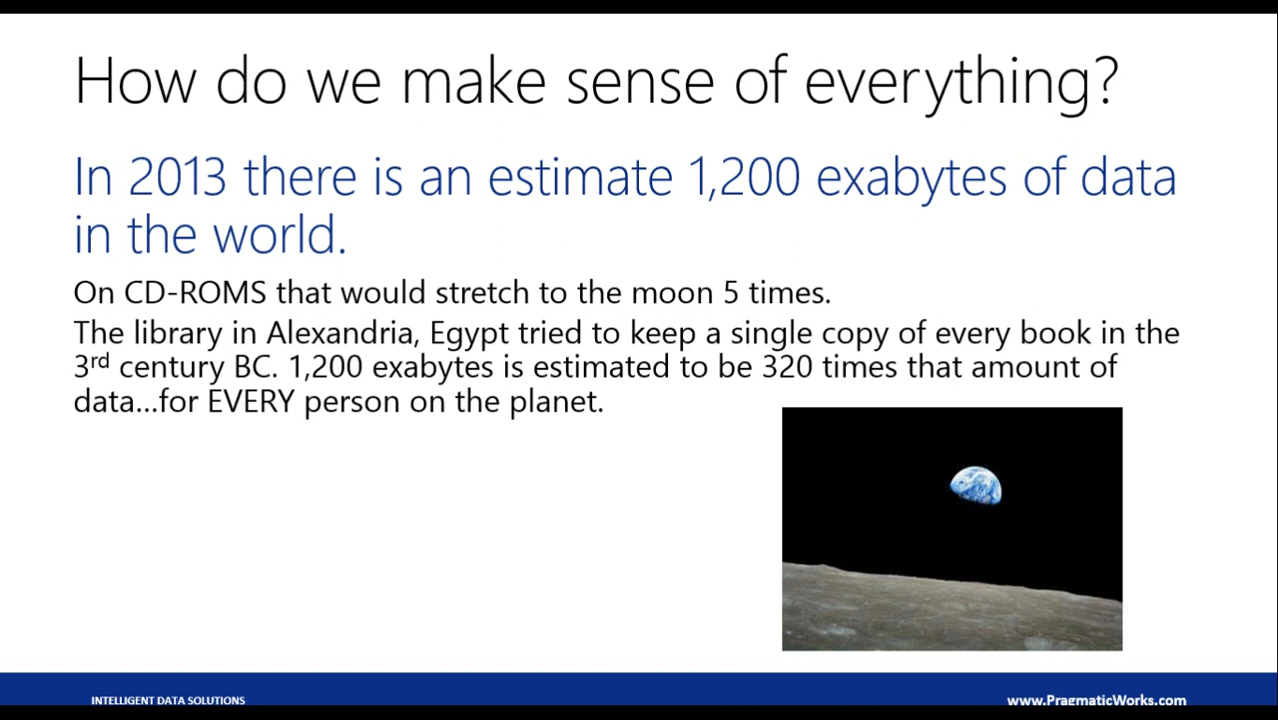 How do we make sense of everything?
In 2013 there is an estimate 1,200 exabytes of data
in the world.
On CD-ROMS that would stretch to the moon 5 times.
The library in Alexandria, Egypt tried to keep a single copy of every book in the
3rd century BC. 1,200 exabytes is estimated to be 320 times that amount of
data...for EVERY person on the planet.
INTELLIGENT DATA SOLUTIONS
www.PragmaticWorks.com